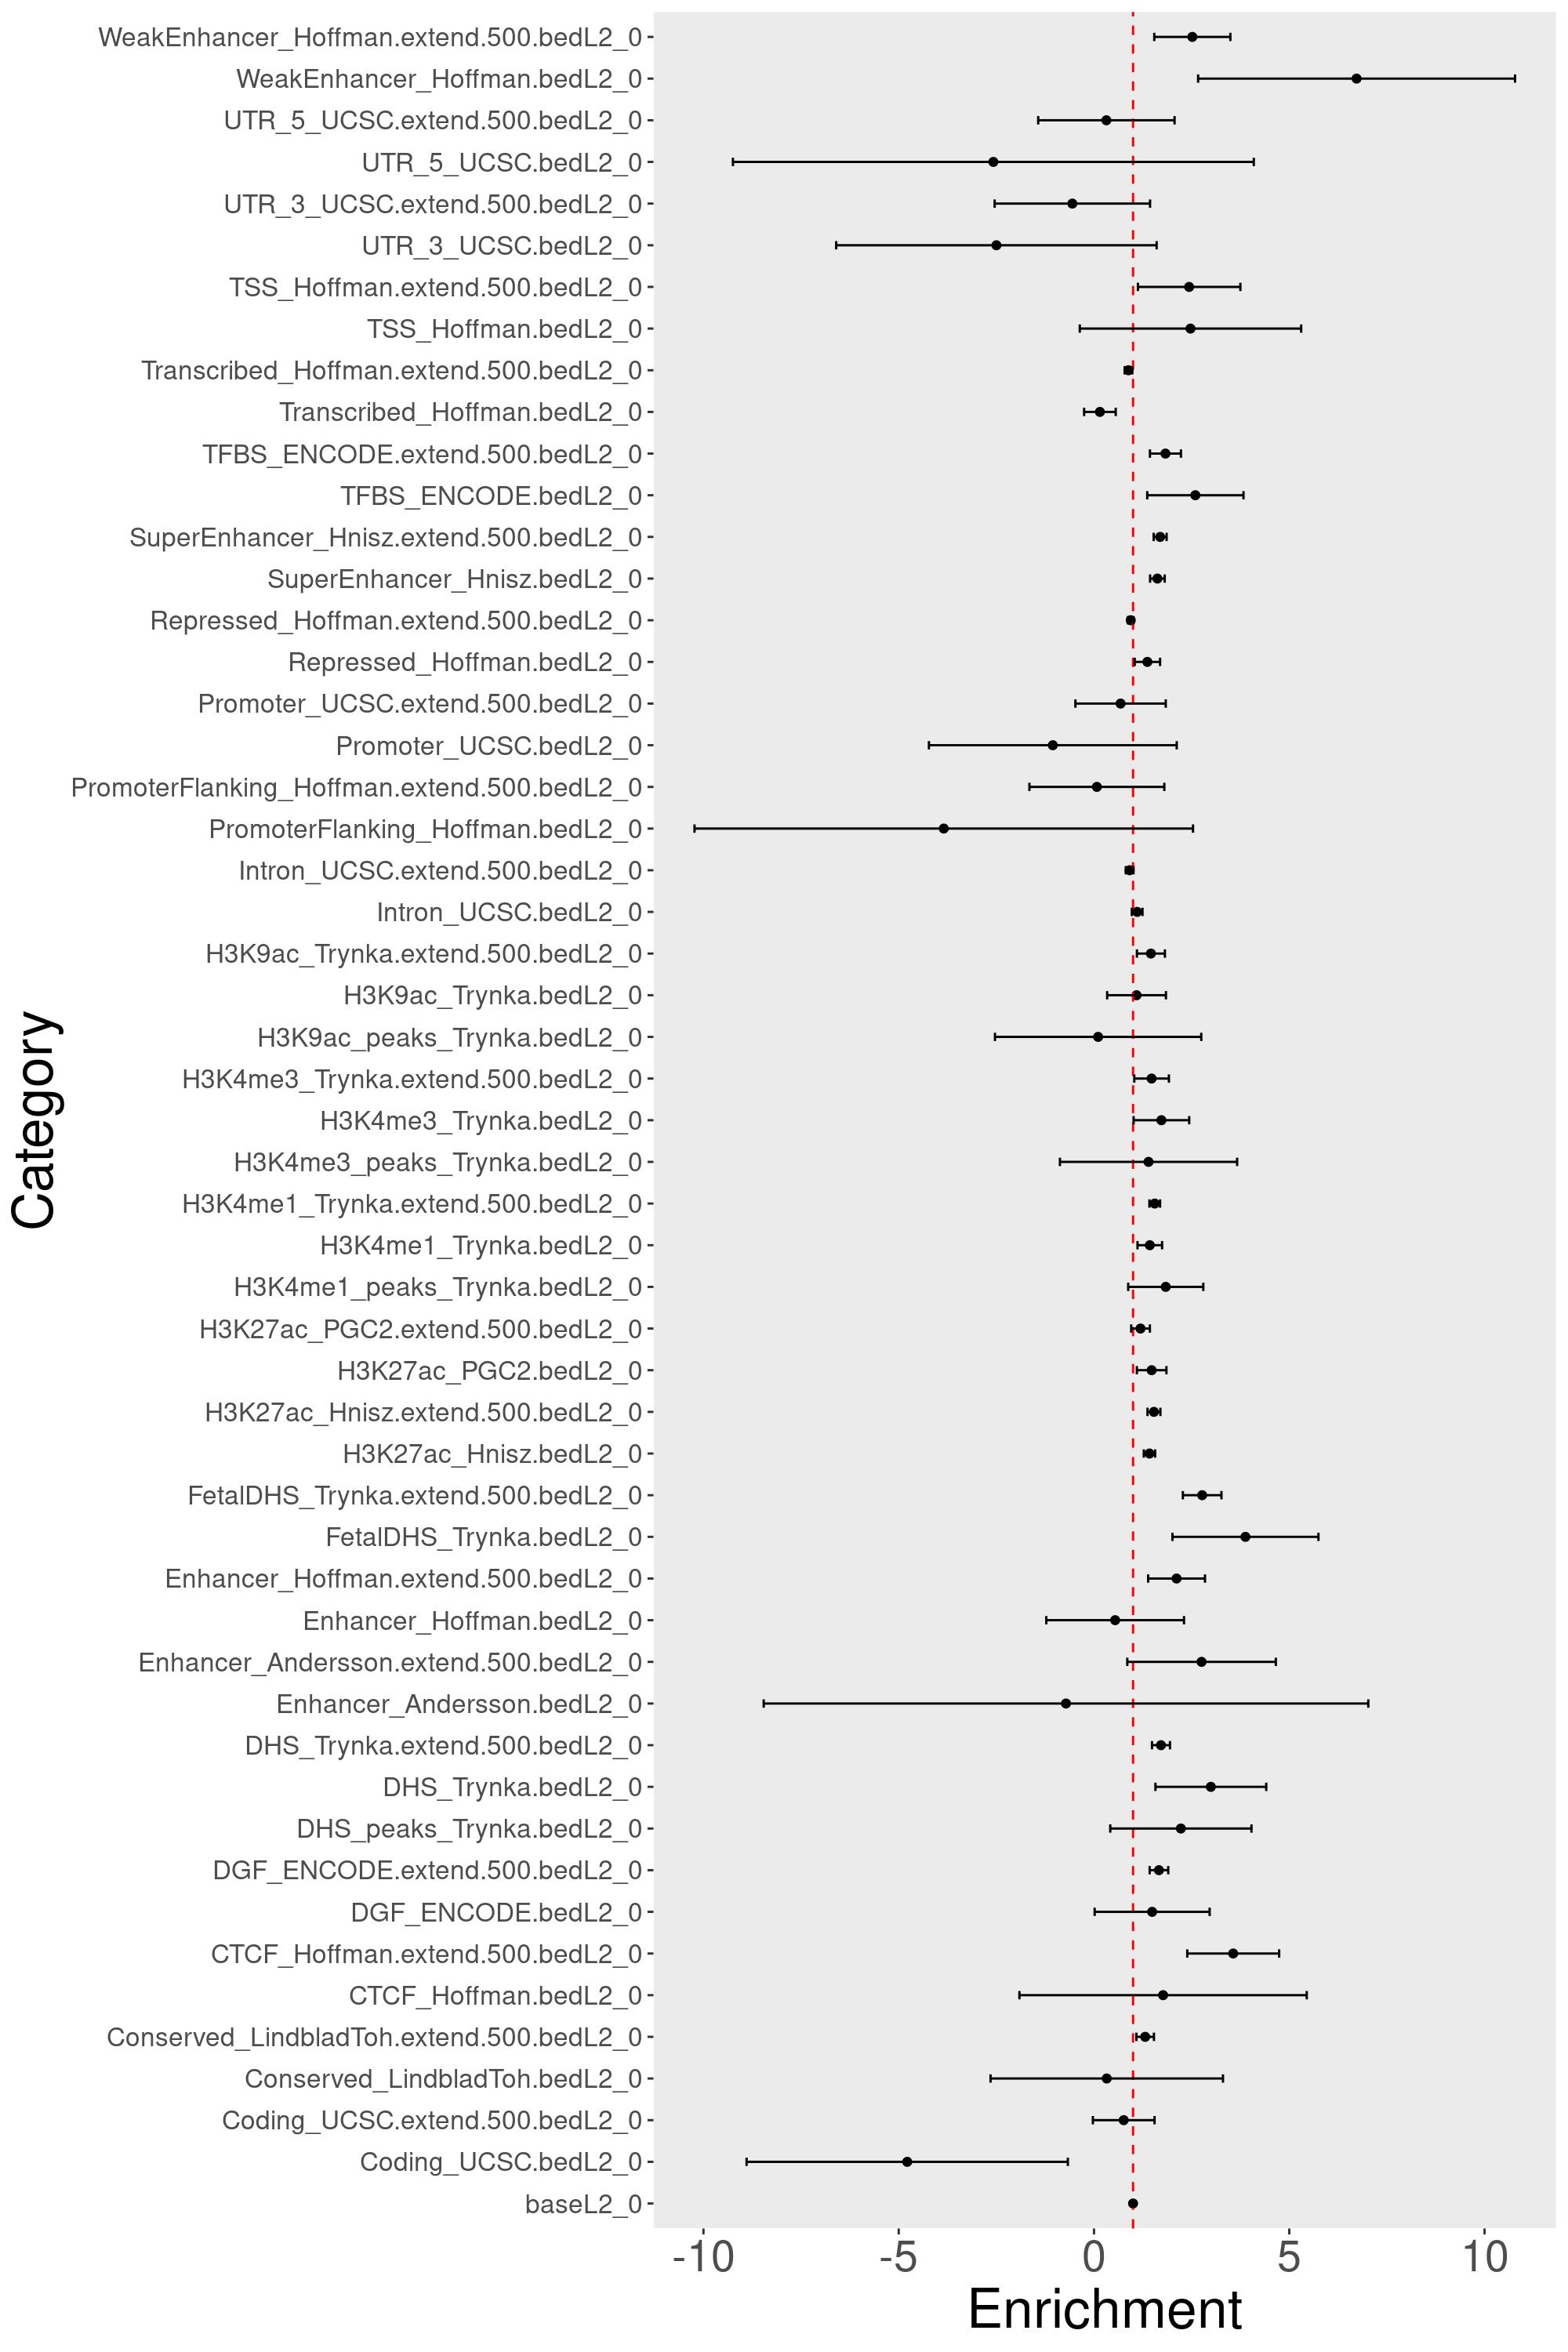 WeakEnhancer_Hoffman.extend.500.bedL2_0
WeakEnhancer_Hoffman.bedL2_0
UTR_5_UCSC.extend.500.bedL2_0
UTR_5_UCSC.bedL2_0
UTR_3_UCSC.extend.500.bedL2_0
UTR_3_UCSC.bedL2_0
TSS_Hoffman.extend.500.bedL2_0
TSS_Hoffman.bedL2_0
Transcribed_Hoffman.extend.500.bedL2_0
Transcribed_Hoffman.bedL2_0
TFBS_ENCODE.extend.500.bedL2_0
TFBS_ENCODE.bedL2_0
SuperEnhancer_Hnisz.extend.500.bedL2_0
SuperEnhancer_Hnisz.bedL2_0
Repressed_Hoffman.extend.500.bedL2_0
Repressed_Hoffman.bedL2_0
Promoter_UCSC.extend.500.bedL2_0
Promoter_UCSC.bedL2_0
PromoterFlanking_Hoffman.extend.500.bedL2_0
PromoterFlanking_Hoffman.bedL2_0
Intron_UCSC.extend.500.bedL2_0
Intron_UCSC.bedL2_0
H3K9ac_Trynka.extend.500.bedL2_0
H3K9ac_Trynka.bedL2_0
H3K9ac_peaks_Trynka.bedL2_0
H3K4me3_Trynka.extend.500.bedL2_0
H3K4me3_Trynka.bedL2_0
H3K4me3_peaks_Trynka.bedL2_0
H3K4me1_Trynka.extend.500.bedL2_0
H3K4me1_Trynka.bedL2_0
H3K4me1_peaks_Trynka.bedL2_0
H3K27ac_PGC2.extend.500.bedL2_0
H3K27ac_PGC2.bedL2_0
H3K27ac_Hnisz.extend.500.bedL2_0
H3K27ac_Hnisz.bedL2_0
FetalDHS_Trynka.extend.500.bedL2_0
FetalDHS_Trynka.bedL2_0
Enhancer_Hoffman.extend.500.bedL2_0
Enhancer_Hoffman.bedL2_0
Enhancer_Andersson.extend.500.bedL2_0
Enhancer_Andersson.bedL2_0
DHS_Trynka.extend.500.bedL2_0
DHS_Trynka.bedL2_0
DHS_peaks_Trynka.bedL2_0
DGF_ENCODE.extend.500.bedL2_0
DGF_ENCODE.bedL2_0
CTCF_Hoffman.extend.500.bedL2_0
CTCF_Hoffman.bedL2_0
Conserved_LindbladToh.extend.500.bedL2_0
Conserved_LindbladToh.bedL2_0
Coding_UCSC.extend.500.bedL2_0
Coding_UCSC.bedL2_0
baseL2_0
Category
-10 -5 0 5 10
Enrichment